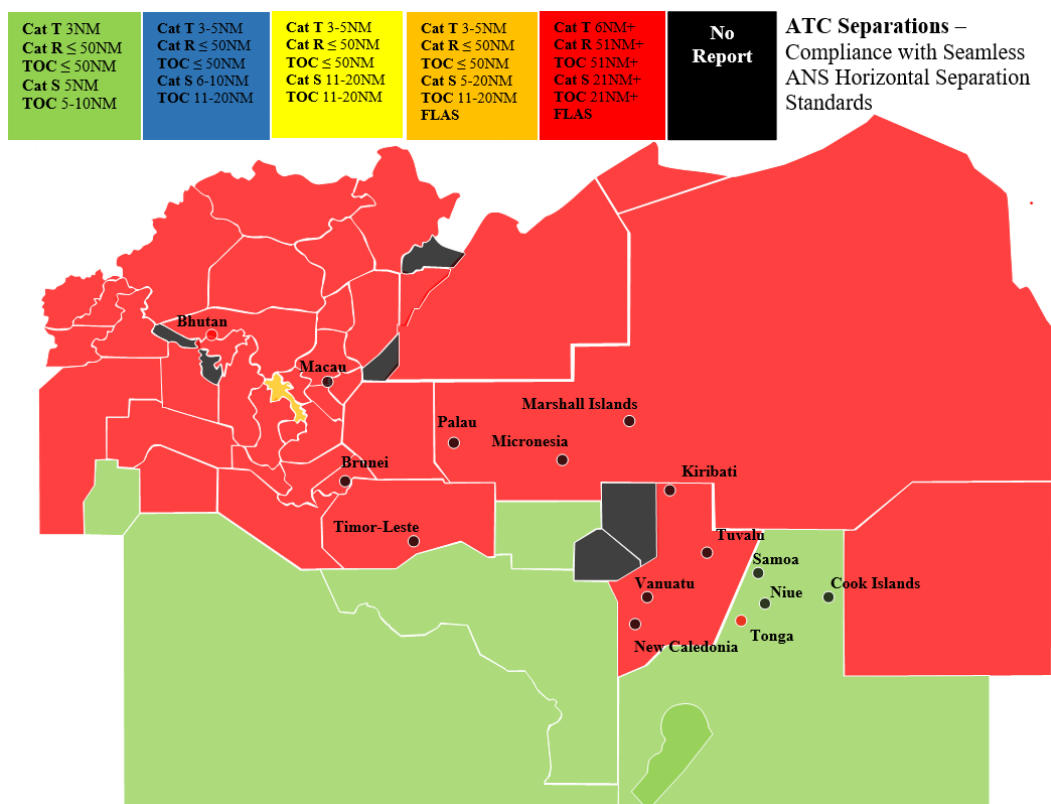 Cat T 3NM
Cat R ≤ 50NM
TOC ≤ 50NM
Cat S 5NM
TOC 5-10NM
Cat T 3-5NM
Cat R ≤ 50NM
TOC ≤ 50NM
Cat S 6-10NM
TOC 11-20NM
Cat T 3-5NM
Cat R ≤ 50NM
TOC ≤ 50NM
Cat S 11-20NM
TOC 11-20NM
Cat T 3-5NM
Cat R ≤ 50NM
TOC ≤ 50NM
Cat S 5-20NM
TOC 11-20NM
FLAS
Cat T 6NM+
Cat R 51NM+
TOC 51NM+
Cat S 21NM+
TOC 21NM+
FLAS
No
Report
ATC Separations –
Compliance with Seamless
ANS Horizontal Separation
Standards
Bhutan
Macau
Marshall Islands
Palau
Micronesia
Brunei
Kiribati
Timor-Leste
Tuvalu
Samoa
Vanuatu
Niue
Cook Islands
New Caledonia
Tonga